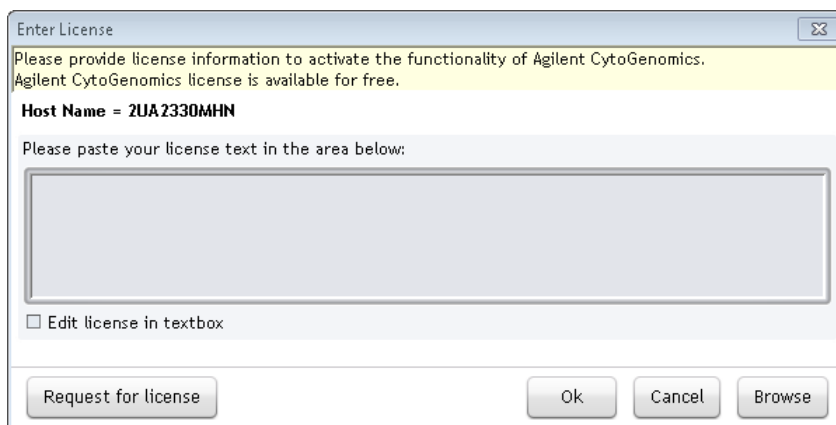 Enter License
Please provide license information to activate the functionality of Agilent CytoGenomics.
Agilent CytoGenomics license is available for free.
Host Name = 2UA2330MHN
Please paste your license text in the area below:
Edit license in textbox
Request for license
Ok
Cancel
Browse